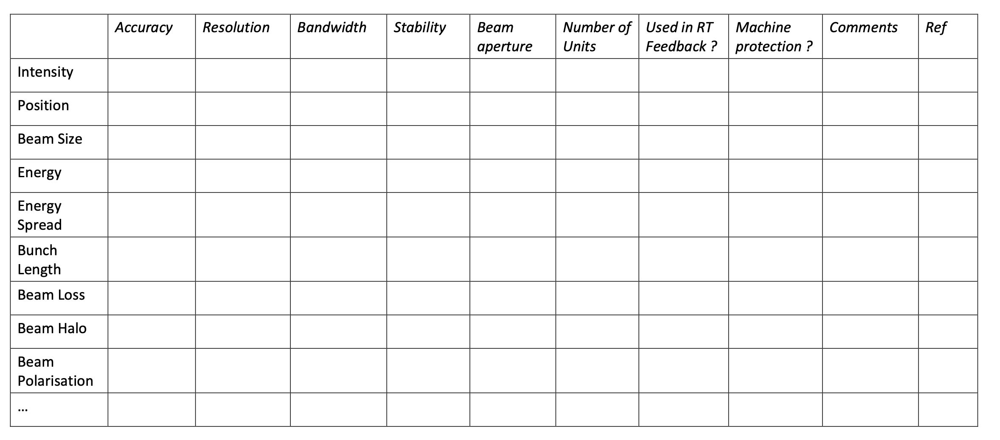 Accuracy Resolution Bandwidth Stability Beam aperture Number of Units Used in RT Feedback ? Machine protection ? Comments Ref
Intensity
Position
Beam Size
Energy
Energy
Spread
Bunch
Length
Beam Loss
Beam Halo
Beam
Polarisation
...